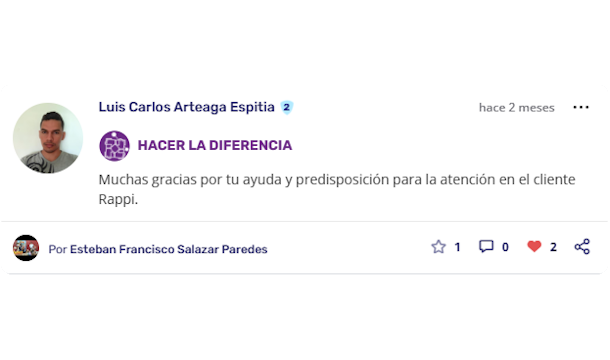 Luis Carlos Arteaga Espitia 2
hace 2 meses
HACER LA DIFERENCIA
Muchas gracias por tu ayuda y predisposición para la atención en el cliente
Rappi.
Por Esteban Francisco Salazar Paredes
1 0 2